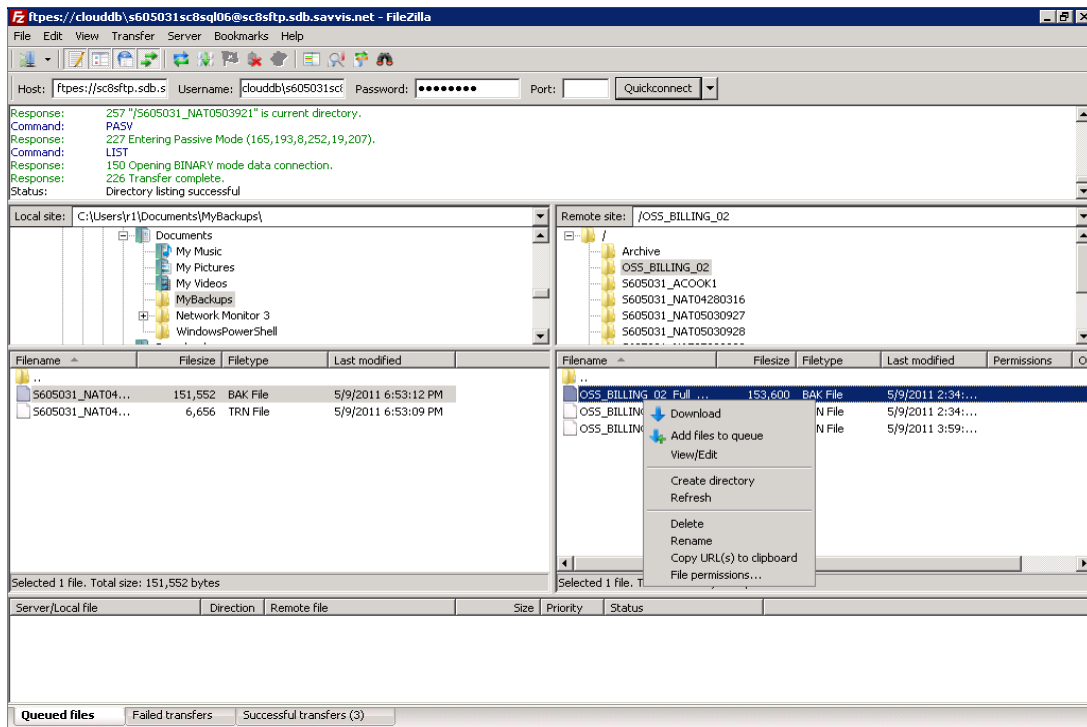 ftpes://clouddb\s605031sc8sql06@sc8sftp.sdb.savvis.net - FileZilla
File Edit View Transfer Server Bookmarks Help
Host: ftpes://sc8sftp.sdb.s Username: clouddb\s605031sc8 Password: ●●●●●●●● Port: Quickconnect
Response: 257 "/S605031_NAT0503921" is current directory.
Command: PASV
Response: 227 Entering Passive Mode (165,193,8,252,19,207).
Command: LIST
Response: 150 Opening BINARY mode data connection.
Response: 226 Transfer complete.
Status: Directory listing successful
Local site: C:\Users\r1\Documents\MyBackups\
Documents
My Music
My Pictures
My Videos
MyBackups
Network Monitor 3
WindowsPowerShell
Remote site: /OSS_BILLING_02
/
Archive
OSS_BILLING_02
S605031_ACOOK1
S605031_NAT04280316
S605031_NAT05030927
S605031_NAT05030928
Filename Filesize Filetype Last modified
..
S605031_NAT04... 151,552 BAK File 5/9/2011 6:53:12 PM
S605031_NAT04... 6,656 TRN File 5/9/2011 6:53:09 PM
Selected 1 file. Total size: 151,552 bytes
Filename Filesize Filetype Last modified Permissions O
..
OSS_BILLING_02_Full_... 153,600 BAK File 5/9/2011 2:34:...
OSS_BILLIN N File 5/9/2011 2:34:...
OSS_BILLIN N File 5/9/2011 3:59:...
Download
Add files to queue
View/Edit
Create directory
Refresh
Delete
Rename
Copy URL(s) to clipboard
File permissions...
Selected 1 file. T
Server/Local file Direction Remote file Size Priority Status
Queued files Failed transfers Successful transfers (3)